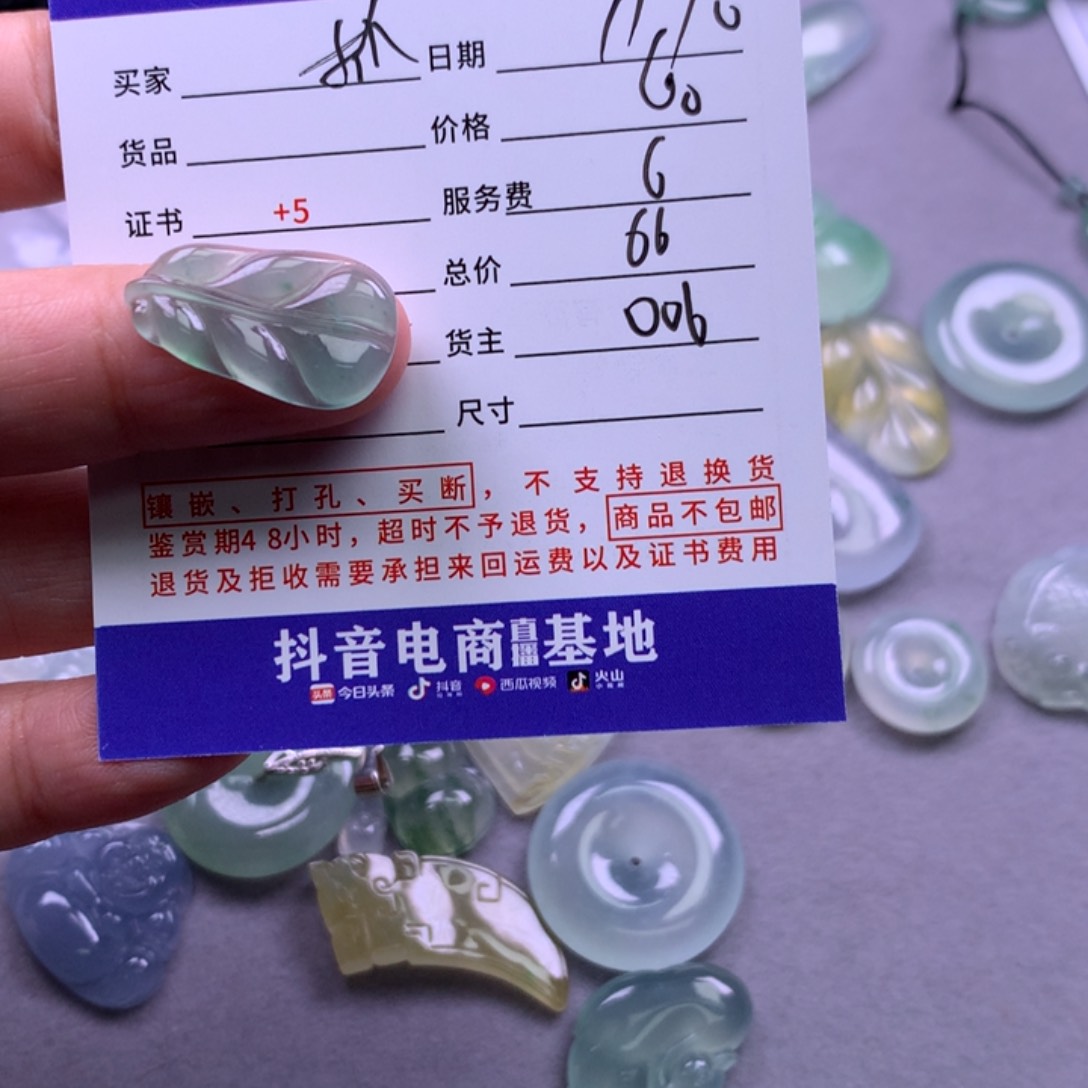 买家 林 日期
货品 价格 60
证书 +5 服务费 6
总价 66
货主 006
尺寸
镶嵌、打孔、买断，不支持退换货
鉴赏期48小时，超时不予退货，商品不包邮
退货及拒收需要承担来回运费以及证书费用
抖音电商直播基地
头条 今日头条 抖音 西瓜视频 火山